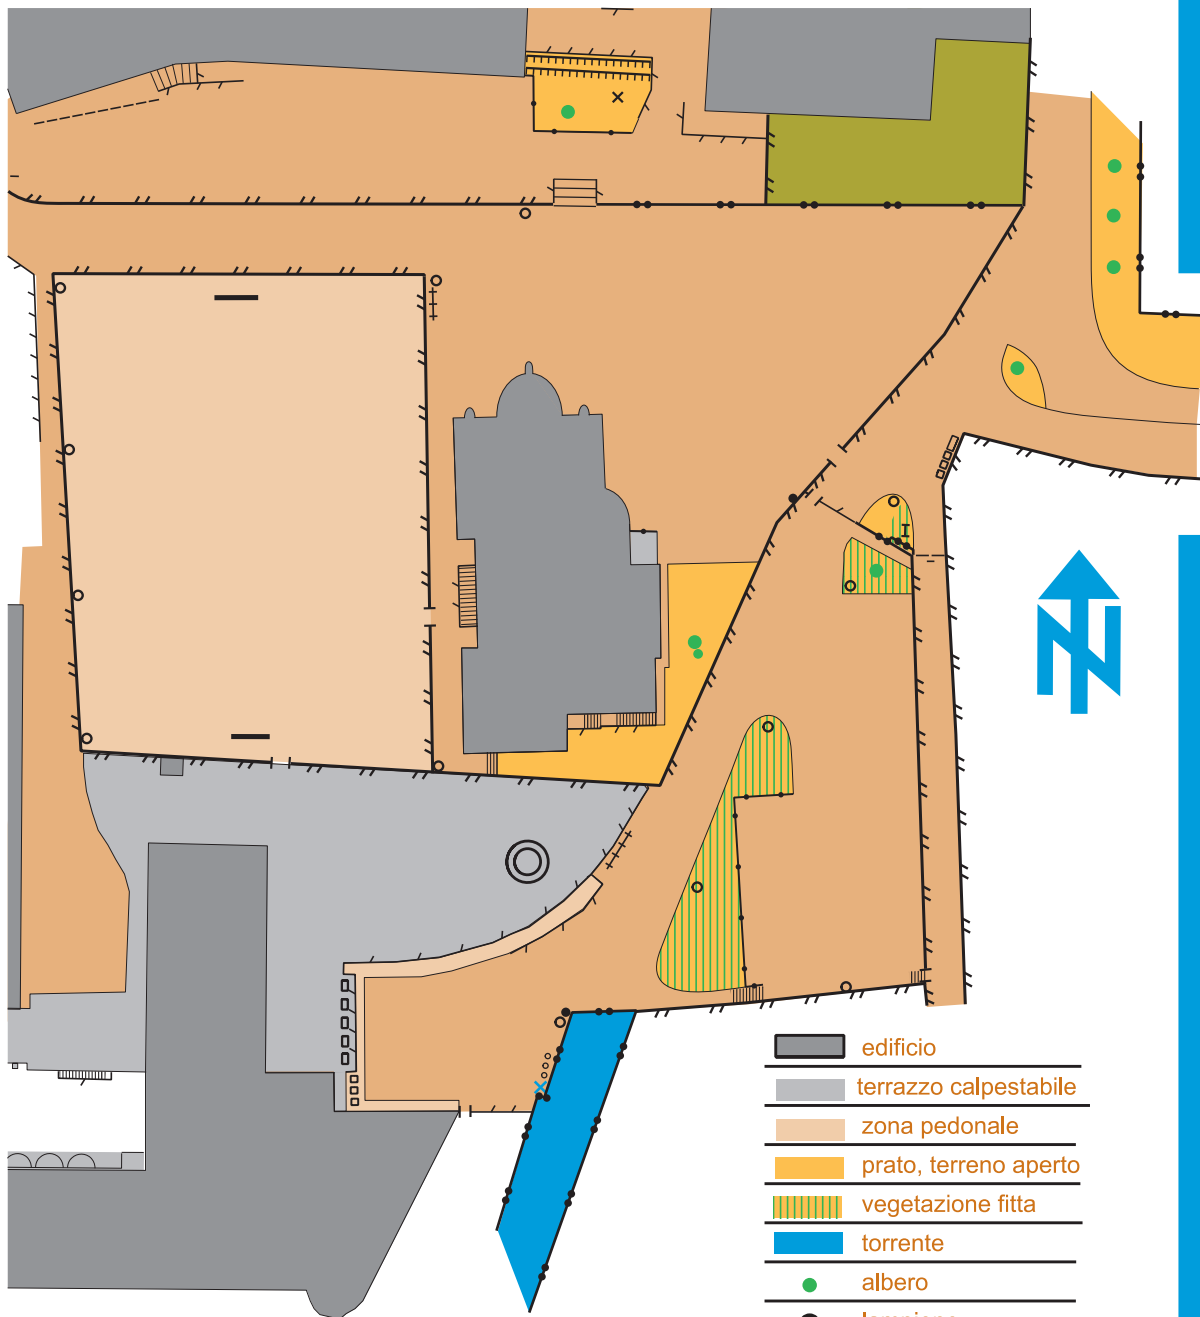 N
edificio
terrazzo calpestabile
zona pedonale
prato, terreno aperto
vegetazione fitta
torrente
albero